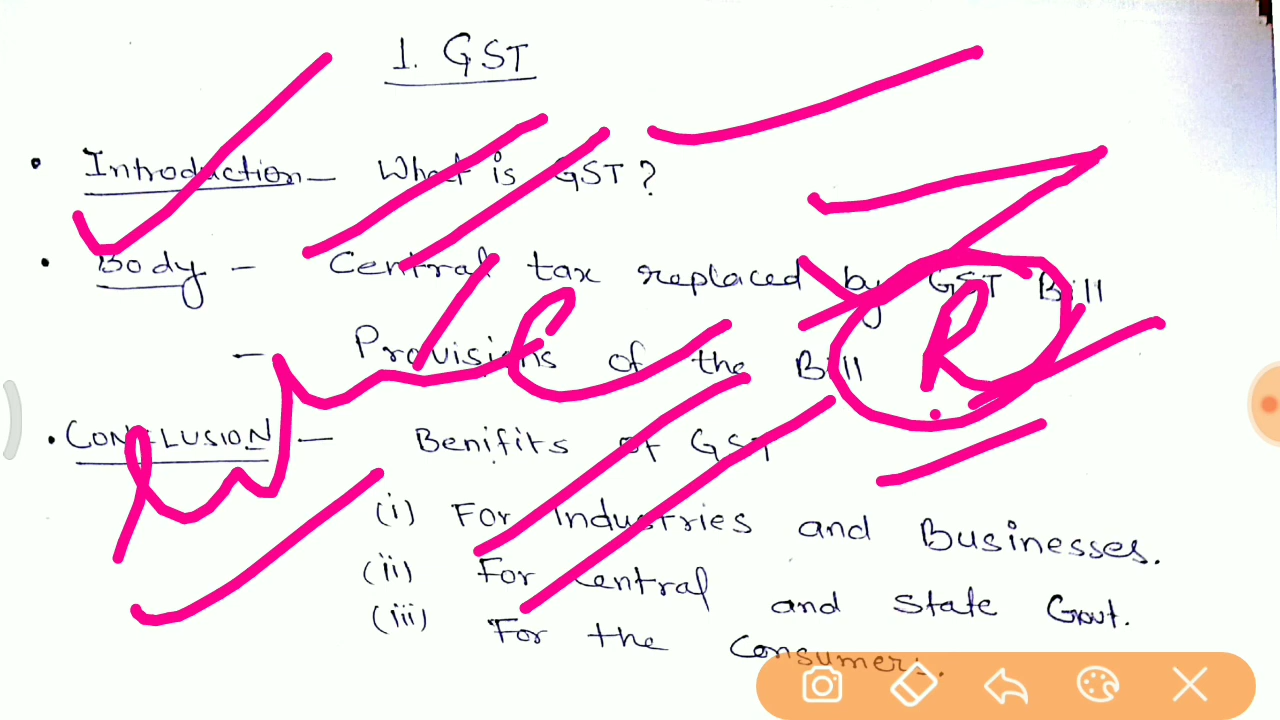 1. GST
• Introduction - What is GST?
• Body - Central tax replaced by GST Bill
- Provisions of the Bill
• CONCLUSION - Benifits of GST
(i) For industries and Businesses.
(ii) For central and State Govt.
(iii) For the consumer.
R